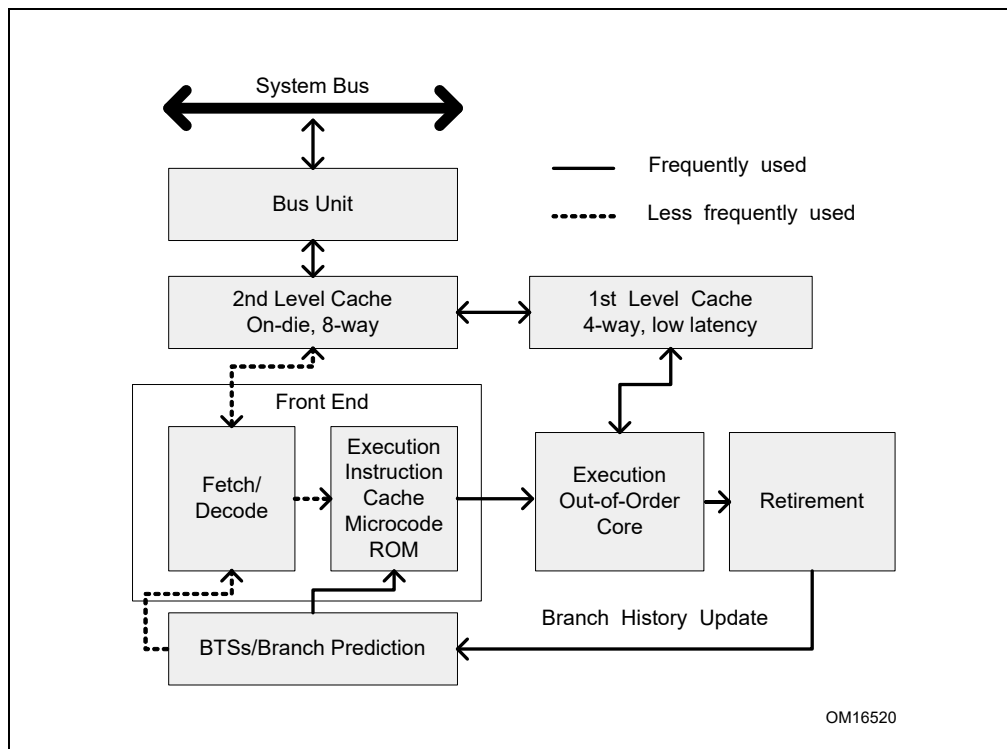 System Bus
Frequently used
Bus Unit
Less frequently used
2nd Level Cache
On-die, 8-way
1st Level Cache
4-way, low latency
Front End
Fetch/
Decode
Execution
Instruction
Cache
Microcode
ROM
Execution
Out-of-Order
Core
Retirement
Branch History Update
BTSs/Branch Prediction
OM16520